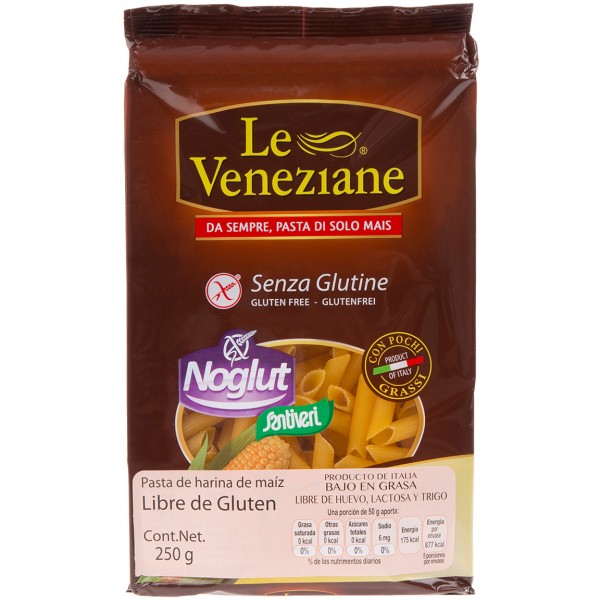 Le
Veneziane®
DA SEMPRE, PASTA DI SOLO MAIS
Senza Glutine
GLUTEN FREE - GLUTENFREI
Noglut
Santiveri
CON POCHI
PRODUCT
OF ITALY
GRASSI
Pasta de harina de maíz
Libre de Gluten
Cont.Net.
250 g
PRODUCTO DE ITALIA
BAJO EN GRASA
LIBRE DE HUEVO, LACTOSA Y TRIGO
Una porción de 50 g aporta:
Grasa saturada 0 kcal 0%
Otras grasas 0 kcal 0%
Azúcares totales 0 kcal 0%
Sodio 6 mg 0%
Energía 175 kcal
Energía por envase 877 kcal
5 porciones por envase
% de los nutrimentos diarios